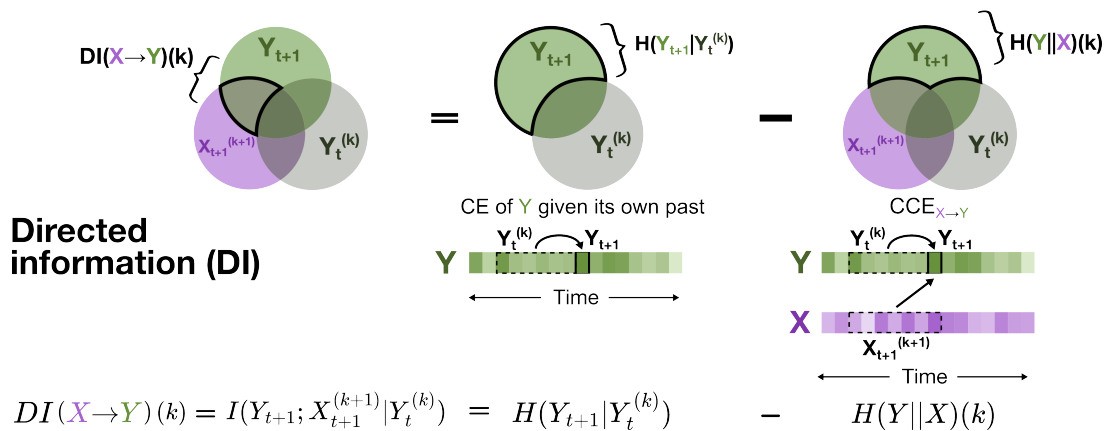 DI(X→Y)(k)
Y_{t+1}
X_{t+1}^{(k+1)}
Y_t^{(k)}
=
Y_{t+1}
H(Y_{t+1}|Y_t^{(k)})
Y_t^{(k)}
−
Y_{t+1}
H(Y||X)(k)
X_{t+1}^{(k+1)}
Y_t^{(k)}
Directed
information (DI)
CE of Y given its own past
Y_t^{(k)} Y_{t+1}
Y
Time
CCE_{X→Y}
Y_t^{(k)} Y_{t+1}
Y
X
X_{t+1}^{(k+1)}
Time
DI(X→Y)(k) = I(Y_{t+1}; X_{t+1}^{(k+1)}|Y_t^{(k)}) = H(Y_{t+1}|Y_t^{(k)}) − H(Y||X)(k)